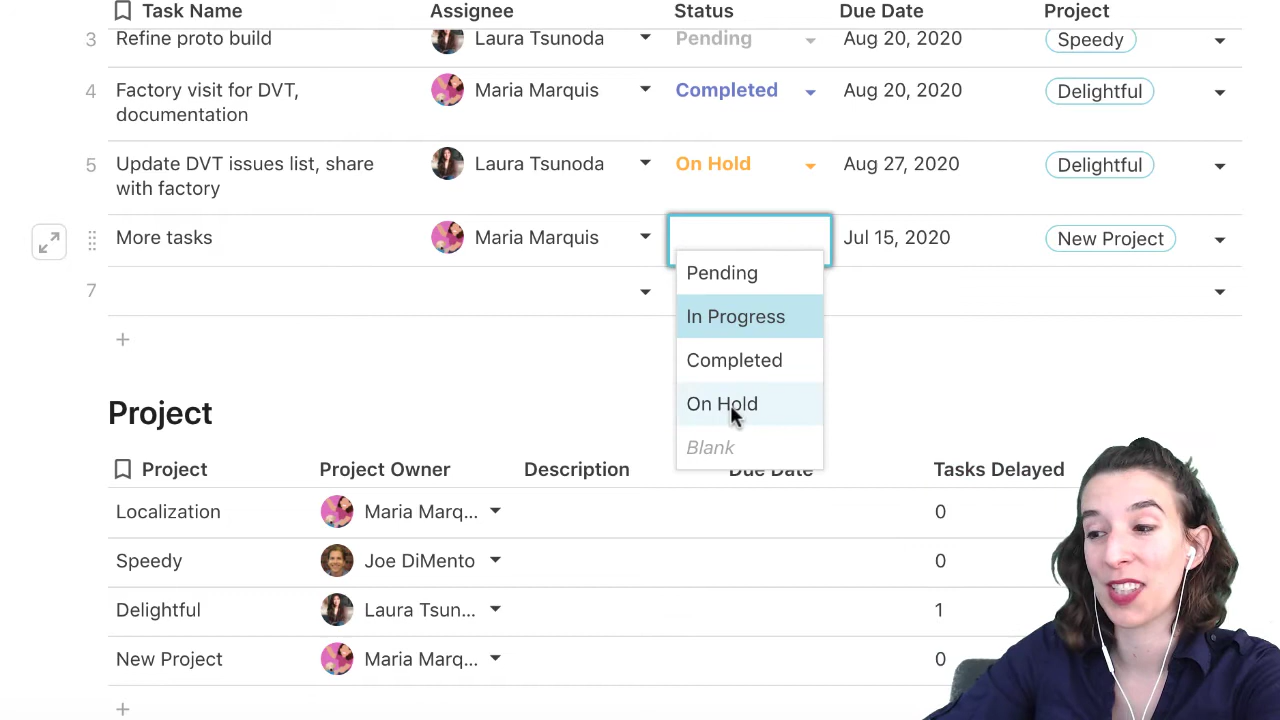 Task Name Assignee Status Due Date Project
3 Refine proto build Laura Tsunoda Pending Aug 20, 2020 Speedy
4 Factory visit for DVT, Maria Marquis Completed Aug 20, 2020 Delightful
documentation
5 Update DVT issues list, share Laura Tsunoda On Hold Aug 27, 2020 Delightful
with factory
More tasks Maria Marquis Jul 15, 2020 New Project
Pending
7
In Progress
Completed
On Hold
Blank
Project
Project Project Owner Description Due Date Tasks Delayed
Localization Maria Marq... 0
Speedy Joe DiMento 0
Delightful Laura Tsun... 1
New Project Maria Marq... 0